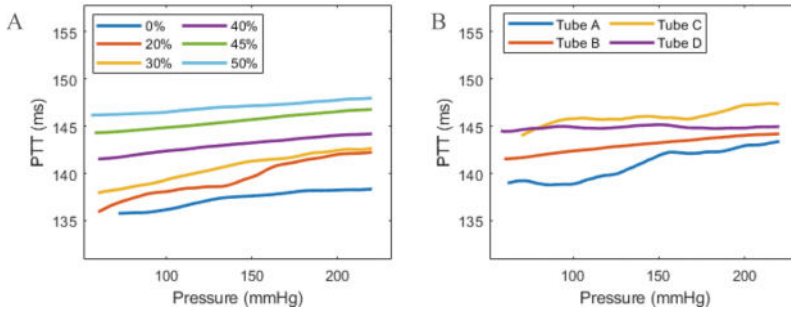 A
0%
40%
20%
45%
30%
50%
155
150
145
140
135
PTT (ms)
100
150
200
Pressure (mmHg)
B
Tube A
Tube C
Tube B
Tube D
155
150
145
140
135
PTT (ms)
100
150
200
Pressure (mmHg)